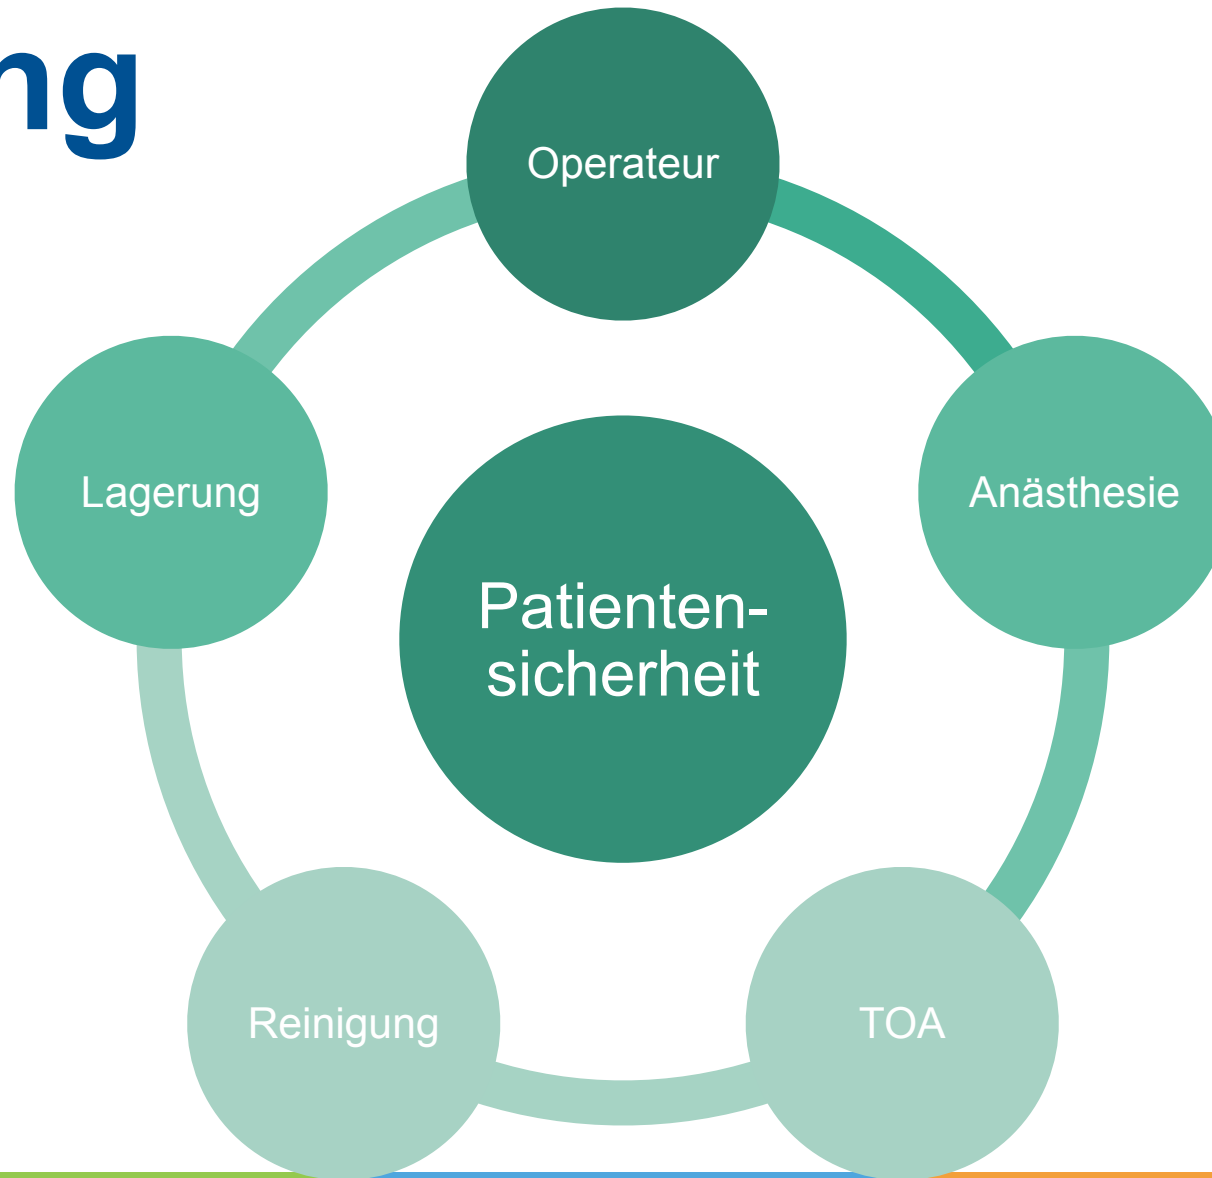 ng
Operateur
Lagerung
Anästhesie
Patienten-
sicherheit
Reinigung
TOA